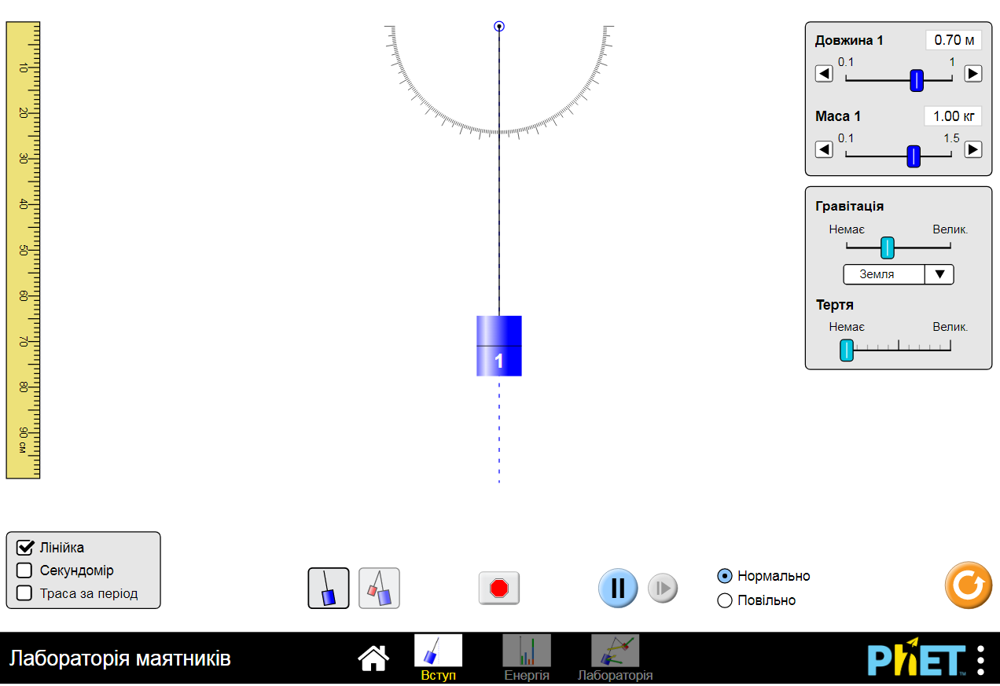 10
20
30
40
50
60
70
80
90 см
1
Довжина 1
0.70 м
0.1
1
Маса 1
1.00 кг
0.1
1.5
Гравітація
Немає
Велик.
Земля
Тертя
Немає
Велик.
Лінійка
Секундомір
Траса за період
Нормально
Повільно
Лабораторія маятників
Вступ
Енергія
Лабораторія
PhET